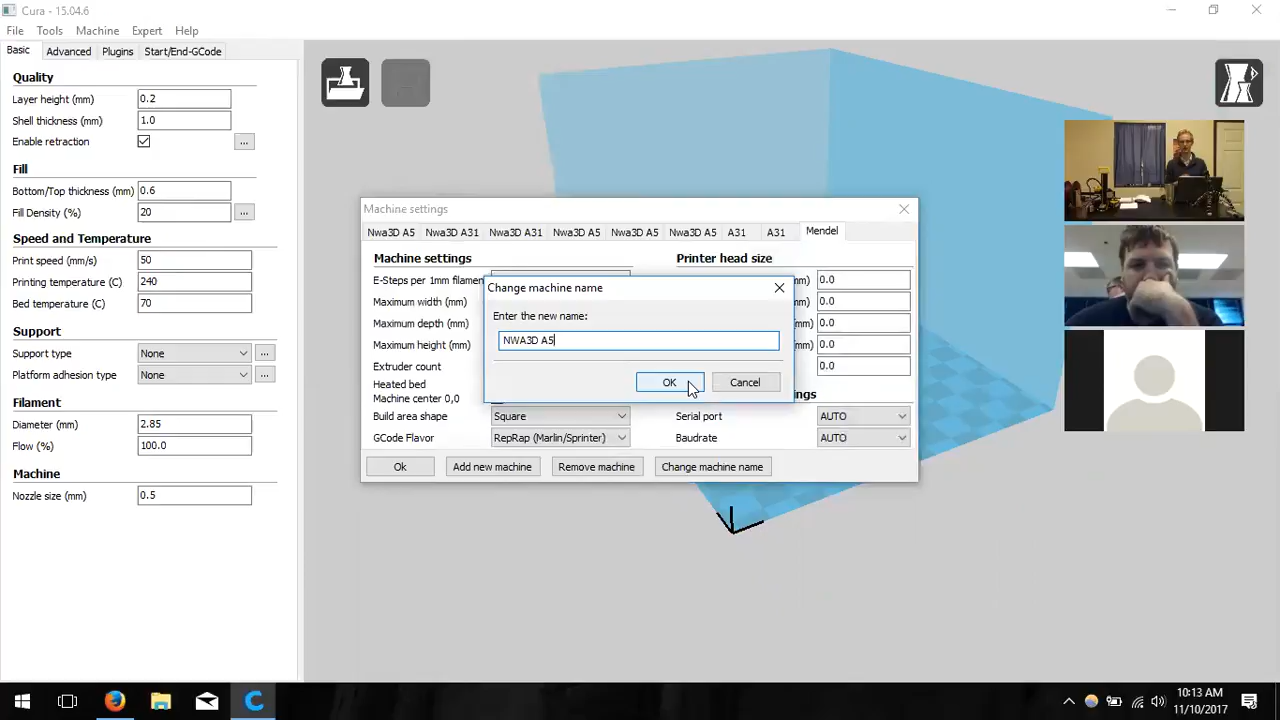 Cura - 15.04.6
File Tools Machine Expert Help
Basic Advanced Plugins Start/End-GCode
Quality
Layer height (mm) 0.2
Shell thickness (mm) 1.0
Enable retraction ...
Fill
Bottom/Top thickness (mm) 0.6
Fill Density (%) 20 ...
Speed and Temperature
Print speed (mm/s) 50
Printing temperature (C) 240
Bed temperature (C) 70
Support
Support type None ...
Platform adhesion type None ...
Filament
Diameter (mm) 2.85
Flow (%) 100.0
Machine
Nozzle size (mm) 0.5
Machine settings
Nwa3D A5 Nwa3D A31 Nwa3D A31 Nwa3D A5 Nwa3D A5 Nwa3D A5 A31 A31 Mendel
Machine settings Printer head size
E-Steps per 1mm filamen mm) 0.0
Maximum width (mm) mm) 0.0
Maximum depth (mm) mm) 0.0
Maximum height (mm) mm) 0.0
Extruder count 0.0
Heated bed
Machine center 0,0 ngs
Build area shape Square Serial port AUTO
GCode Flavor RepRap (Marlin/Sprinter) Baudrate AUTO
Ok Add new machine Remove machine Change machine name
Change machine name
Enter the new name:
NWA3D A5
OK Cancel
10:13 AM
11/10/2017